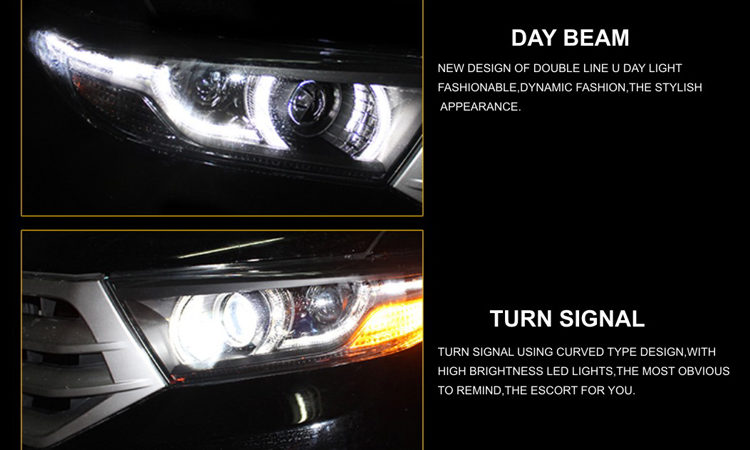 DAY BEAM
NEW DESIGN OF DOUBLE LINE U DAY LIGHT
FASHIONABLE,DYNAMIC FASHION,THE STYLISH
APPEARANCE.
TURN SIGNAL
TURN SIGNAL USING CURVED TYPE DESIGN,WITH
HIGH BRIGHTNESS LED LIGHTS,THE MOST OBVIOUS
TO REMIND,THE ESCORT FOR YOU.